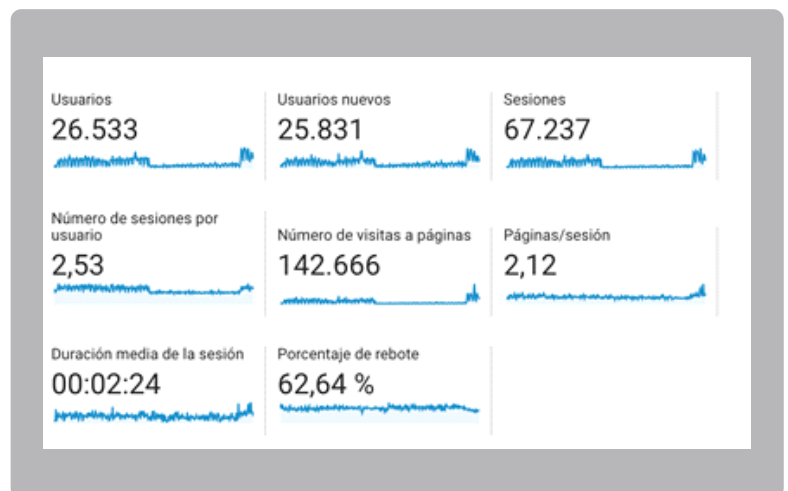 Usuarios
26.533
Usuarios nuevos
25.831
Sesiones
67.237
Número de sesiones por
usuario
2,53
Número de visitas a páginas
142.666
Páginas/sesión
2,12
Duración media de la sesión
00:02:24
Porcentaje de rebote
62,64 %